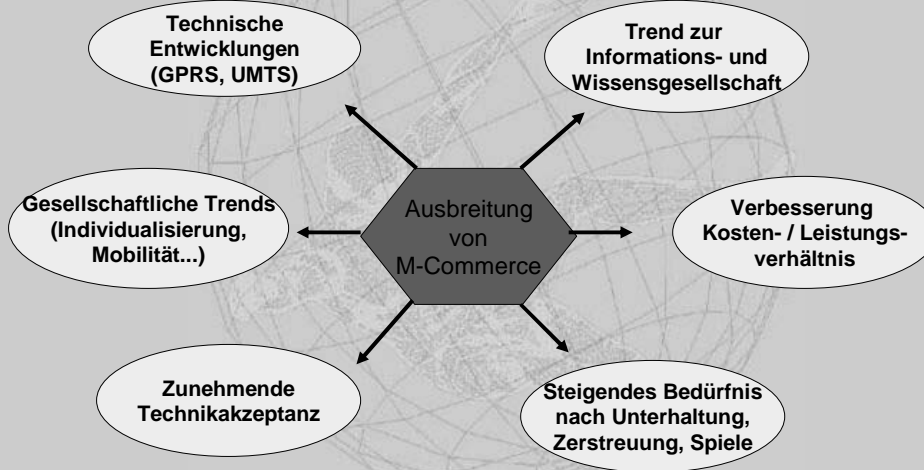 Technische
Entwicklungen
(GPRS, UMTS)
Trend zur
Informations- und
Wissensgesellschaft
Gesellschaftliche Trends
(Individualisierung,
Mobilität...)
Ausbreitung
von
M-Commerce
Verbesserung
Kosten- / Leistungs-
verhältnis
Zunehmende
Technikakzeptanz
Steigendes Bedürfnis
nach Unterhaltung,
Zerstreuung, Spiele